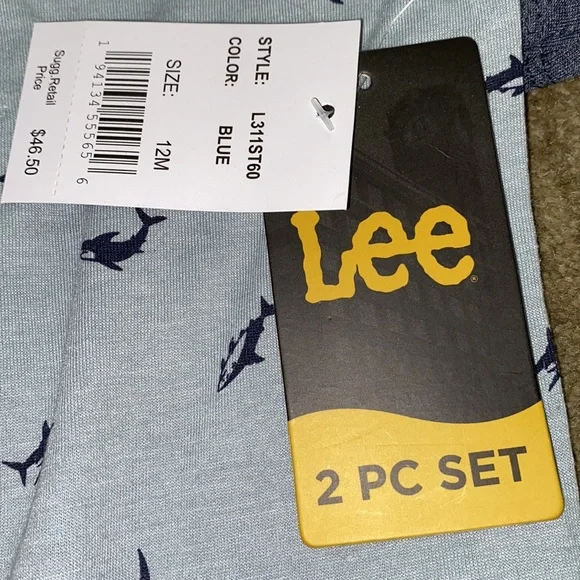 STYLE: L311ST60
COLOR: BLUE
SIZE: 12M
1 94134 55565 6
Sugg.Retail
Price
$46.50
Lee®
2 PC SET